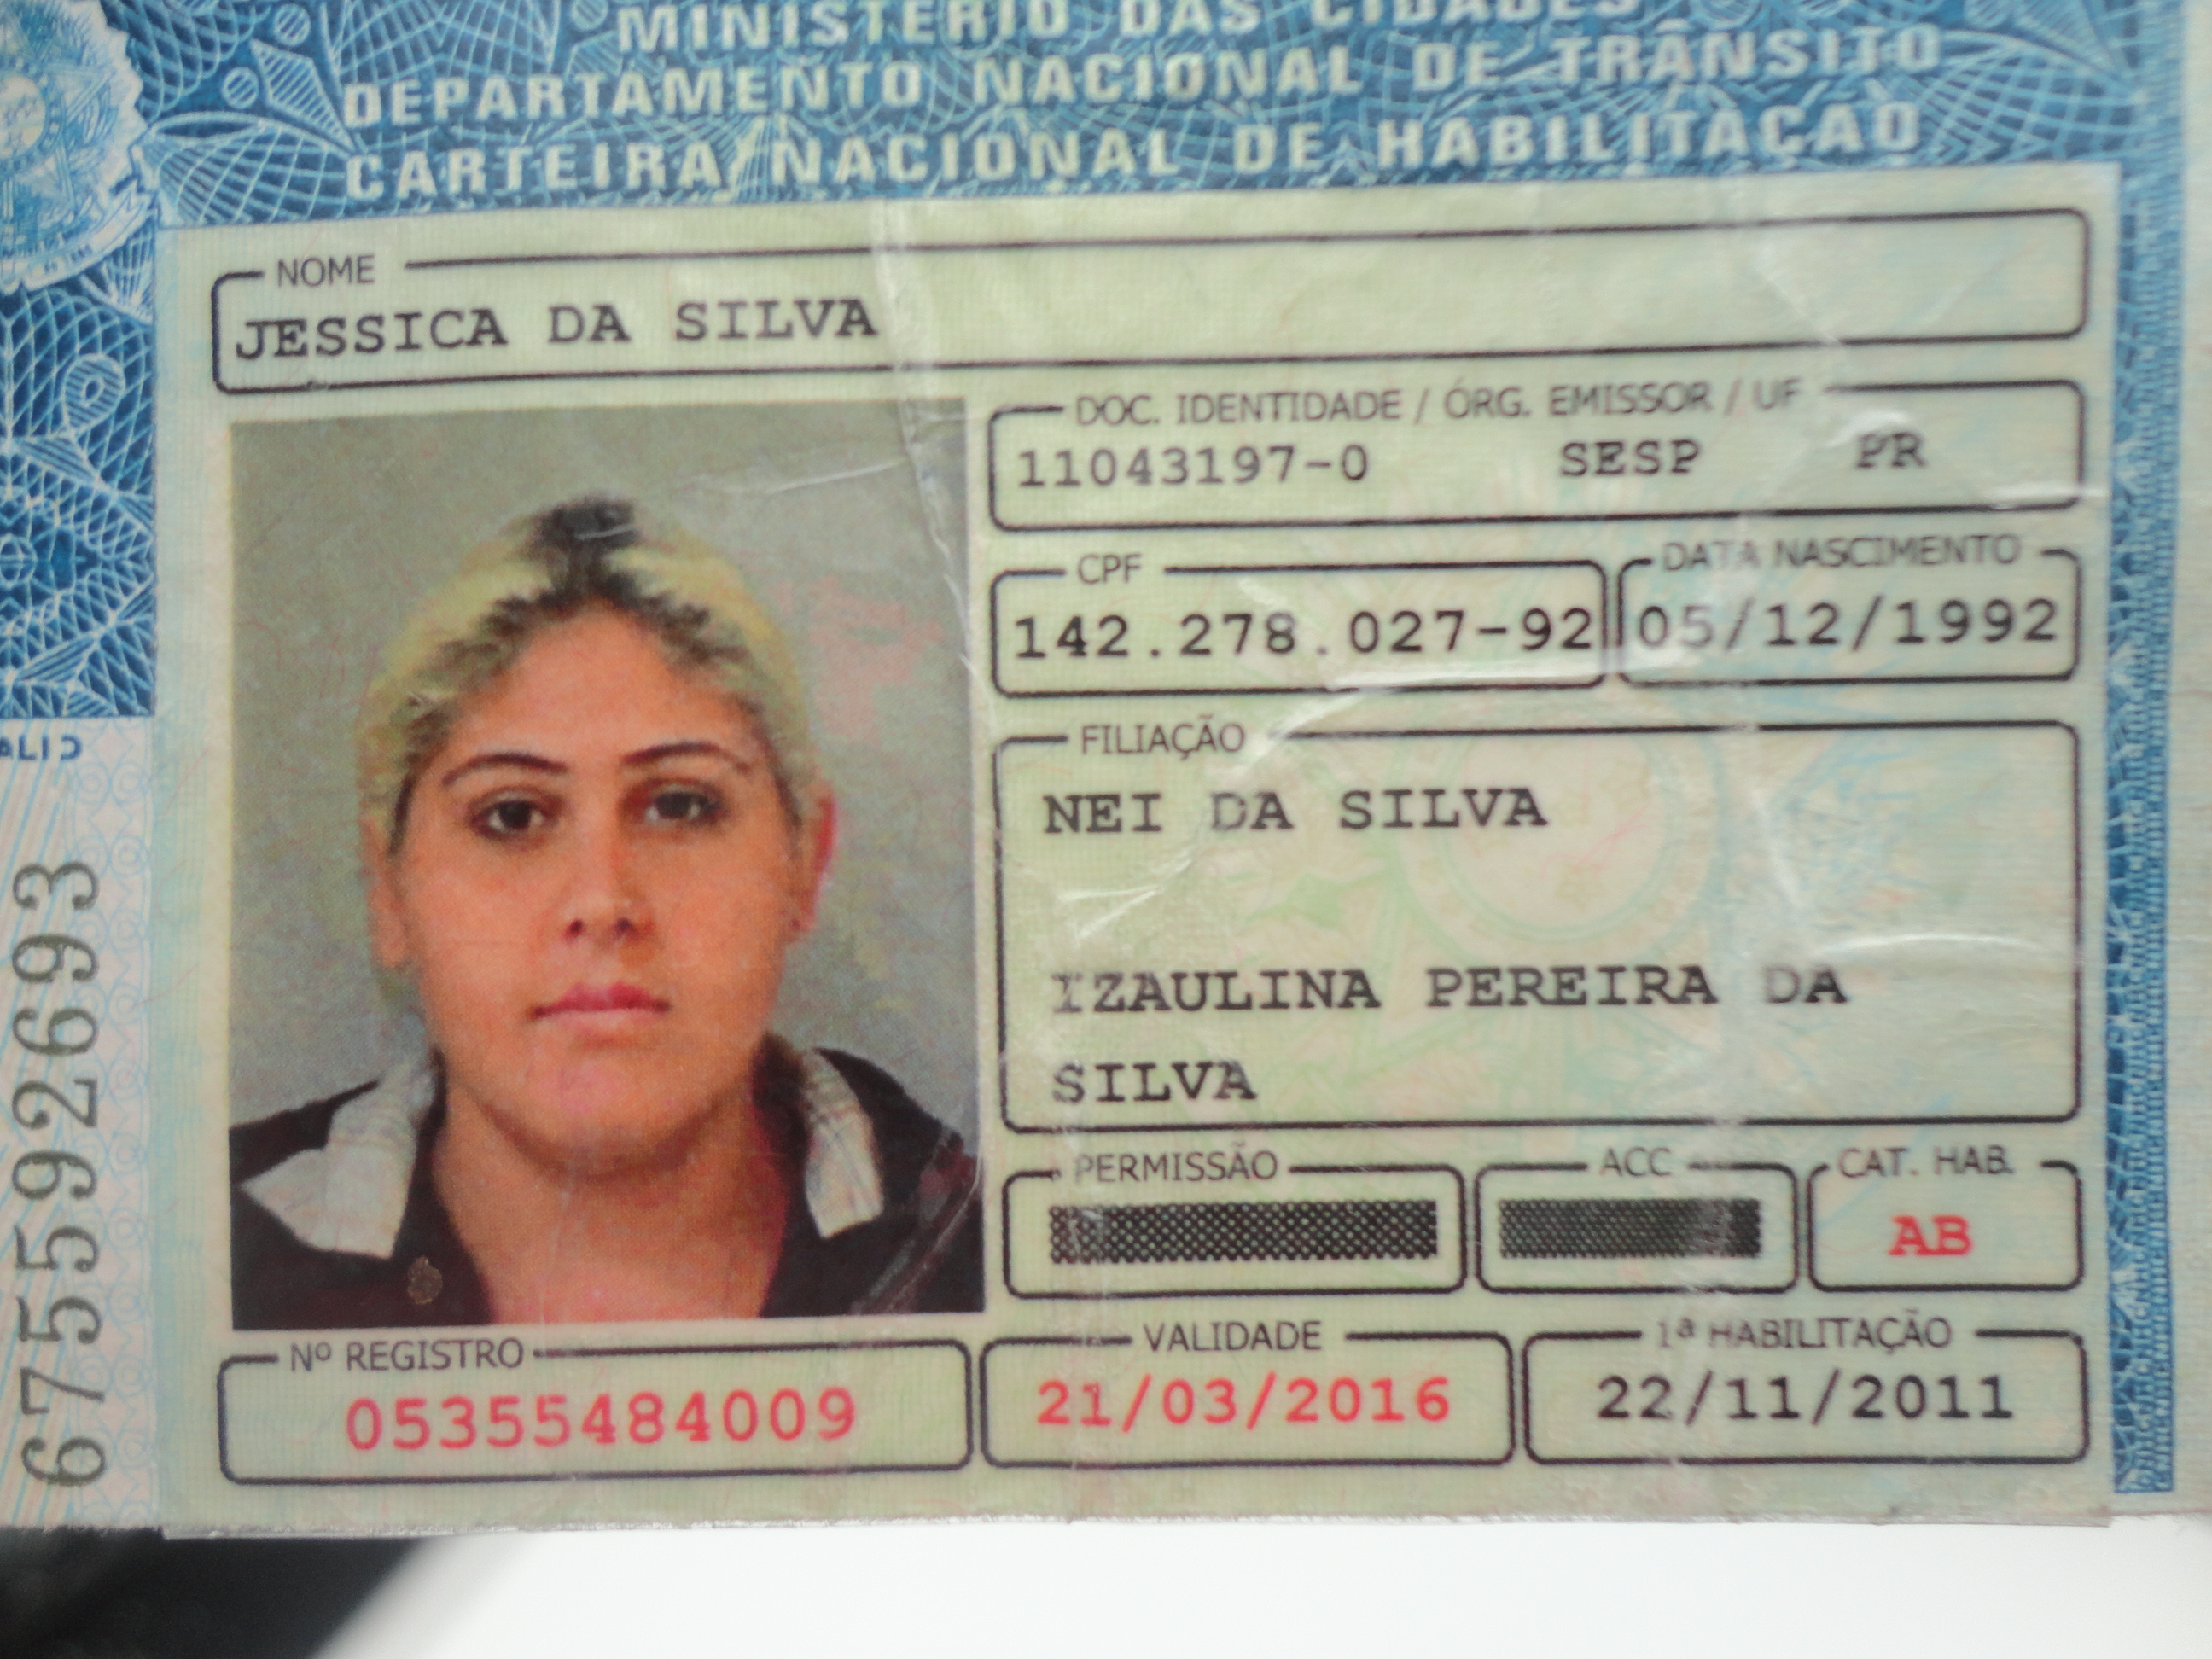 MINISTÉRIO DAS CIDADES
DEPARTAMENTO NACIONAL DE TRÂNSITO
CARTEIRA NACIONAL DE HABILITAÇÃO
NOME
JESSICA DA SILVA
DOC. IDENTIDADE / ÓRG. EMISSOR / UF
11043197-0 SESP PR
CPF
142.278.027-92
DATA NASCIMENTO
05/12/1992
FILIAÇÃO
NEI DA SILVA
IZAULINA PEREIRA DA
SILVA
PERMISSÃO
ACC
CAT. HAB.
AB
Nº REGISTRO
05355484009
VALIDADE
21/03/2016
1ª HABILITAÇÃO
22/11/2011
675592693